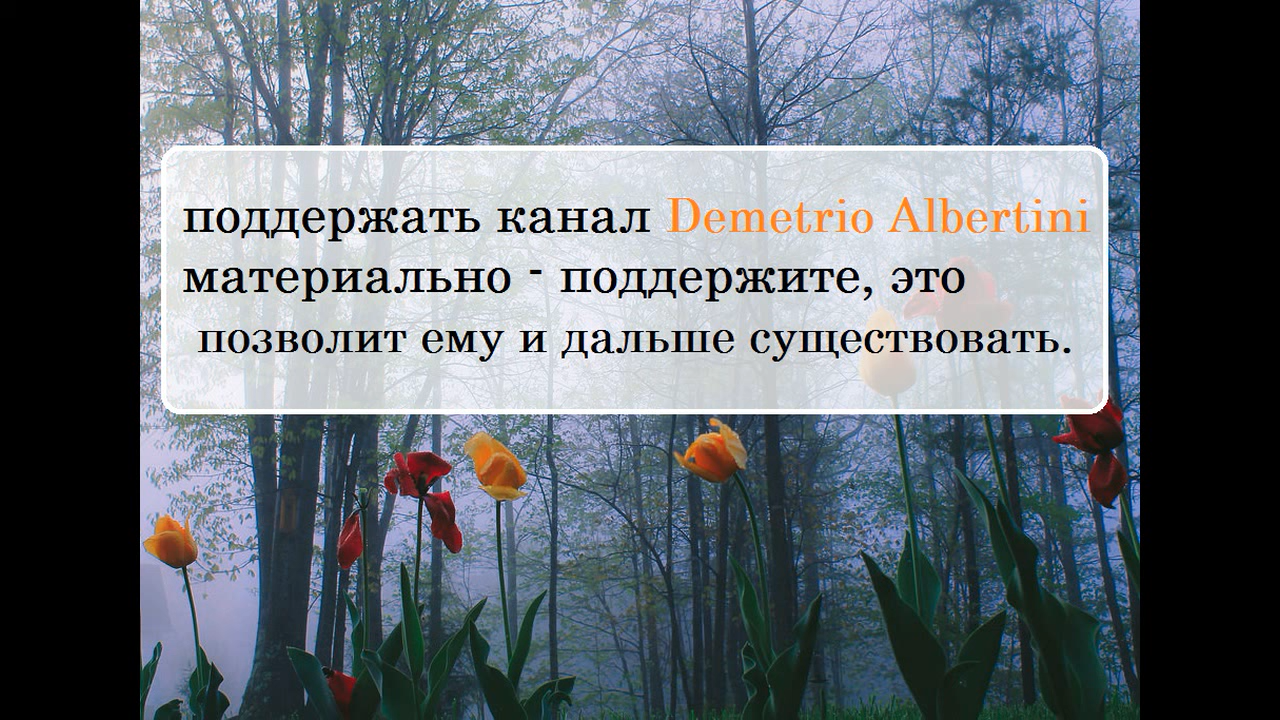 поддержать канал Demetrio Albertini
материально - поддержите, это
позволит ему и дальше существовать.